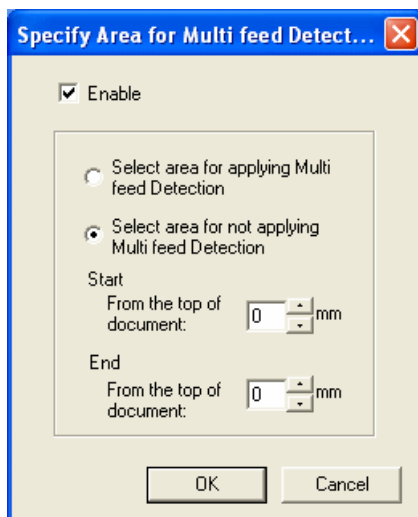 Specify Area for Multi feed Detect...
Enable
Select area for applying Multi
feed Detection
Select area for not applying
Multi feed Detection
Start
From the top of
document: 0 mm
End
From the top of
document: 0 mm
OK Cancel